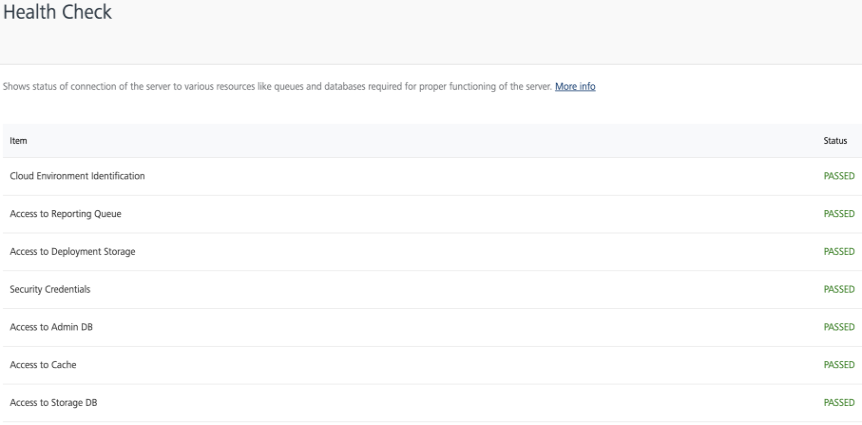 Health Check
Shows status of connection of the server to various resources like queues and databases required for proper functioning of the server. More info
Item Status
Cloud Environment Identification PASSED
Access to Reporting Queue PASSED
Access to Deployment Storage PASSED
Security Credentials PASSED
Access to Admin DB PASSED
Access to Cache PASSED
Access to Storage DB PASSED